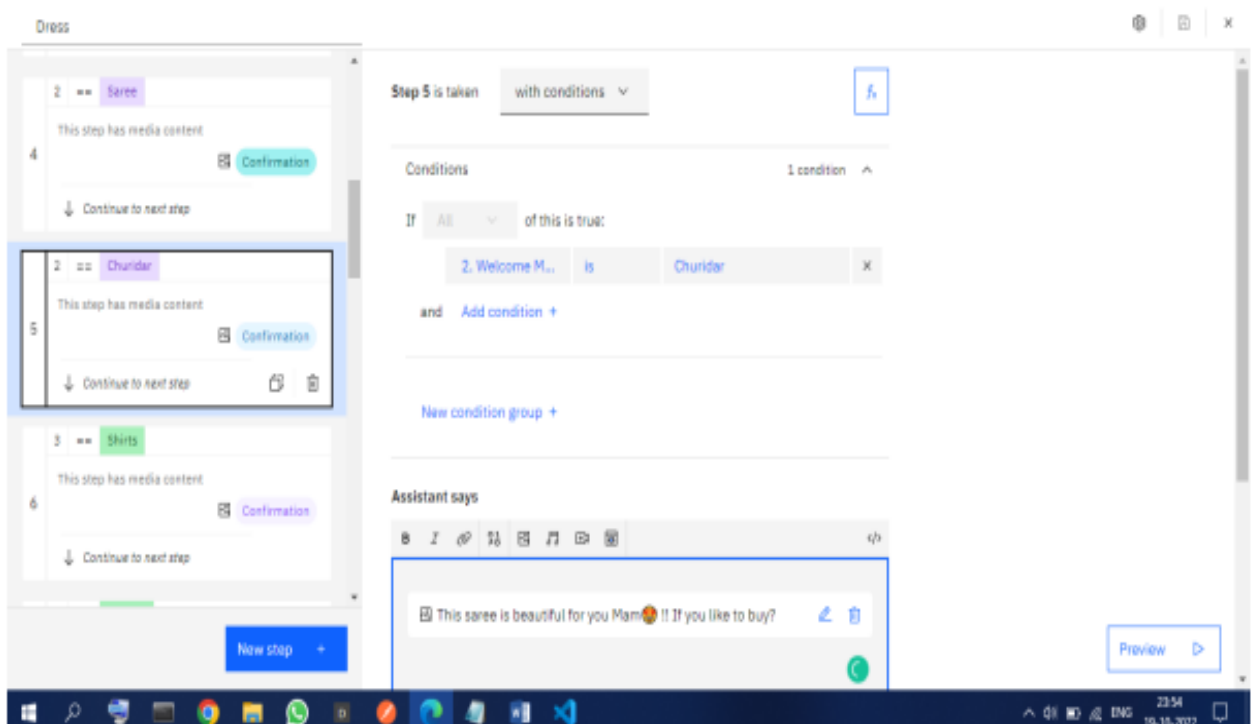 Dress
2 == Saree
This step has media content
4
Confirmation
Continue to next step
2 == Churidar
This step has media content
5
Confirmation
Continue to next step
3 == Shirts
This step has media content
6
Confirmation
Continue to next step
New step +
Step 5 is taken
with conditions
fx
Conditions
1 condition
If All of this is true:
2. Welcome M... is Churidar
and Add condition +
New condition group +
Assistant says
B I
</>
This saree is beautiful for you Mam🤩 !! If you like to buy?
Preview
ENG
23:54
19-10-2022